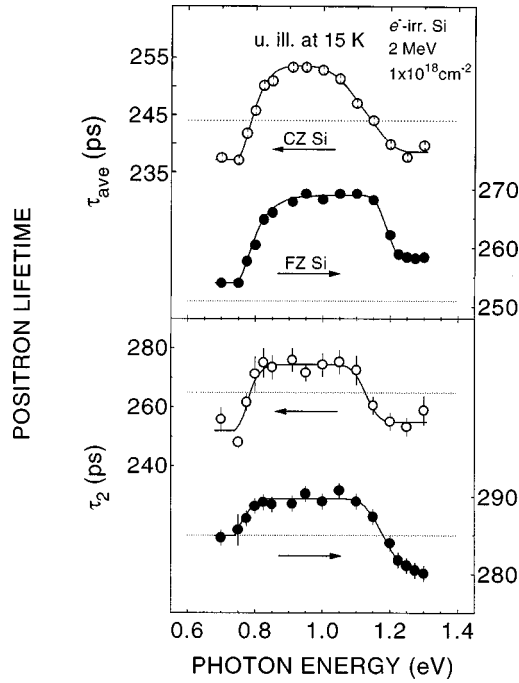 u. ill. at 15 K
e⁻-irr. Si
2 MeV
1x10¹⁸cm⁻²
255
245
235
CZ Si
270
260
250
FZ Si
τave (ps)
POSITRON LIFETIME
280
260
240
τ2 (ps)
290
280
0.6 0.8 1.0 1.2 1.4
PHOTON ENERGY (eV)